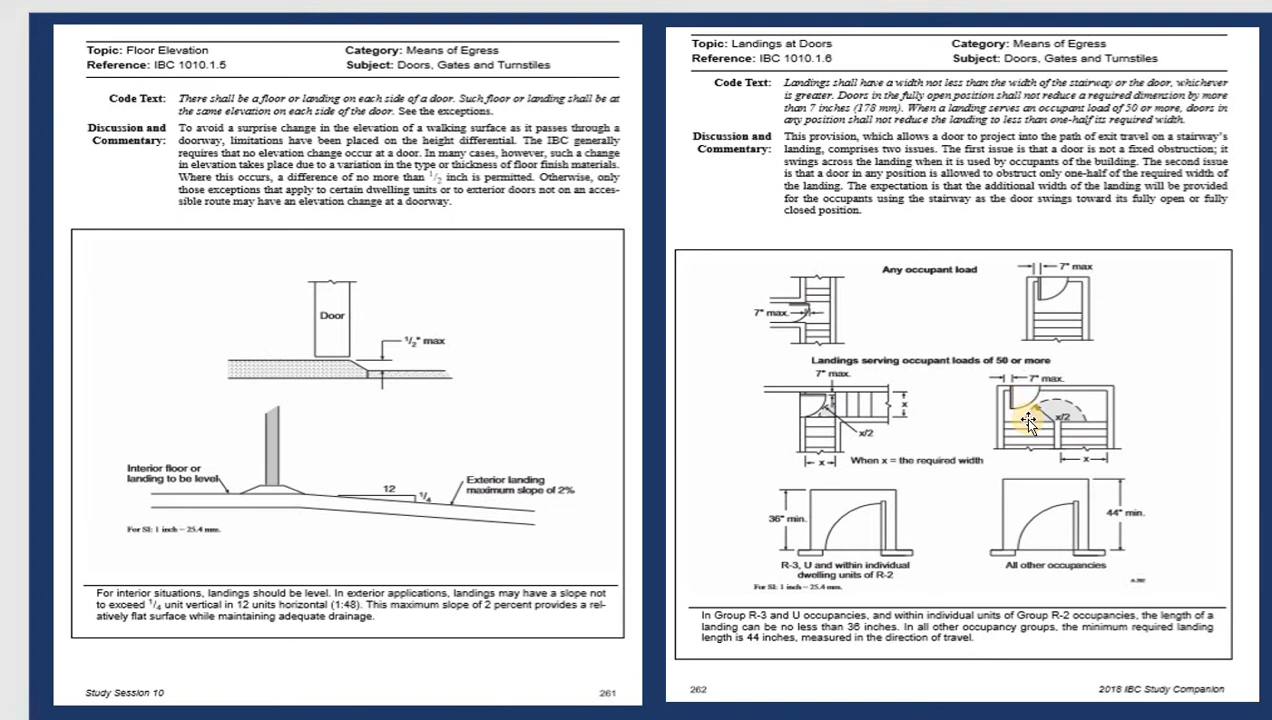 Topic: Floor Elevation Category: Means of Egress
Reference: IBC 1010.1.5 Subject: Doors, Gates and Turnstiles
Code Text: There shall be a floor or landing on each side of a door. Such floor or landing shall be at
the same elevation on each side of the door. See the exceptions.
Discussion and To avoid a surprise change in the elevation of a walking surface as it passes through a
Commentary: doorway, limitations have been placed on the height differential. The IBC generally
requires that no elevation change occur at a door. In many cases, however, such a change
in elevation takes place due to a variation in the type or thickness of floor finish materials.
Where this occurs, a difference of no more than 1/2 inch is permitted. Otherwise, only
those exceptions that apply to certain dwelling units or to exterior doors not on an acces-
sible route may have an elevation change at a doorway.
Door
1/2" max
Interior floor or
landing to be level
12
1/4
Exterior landing
maximum slope of 2%
For SI: 1 inch = 25.4 mm.
For interior situations, landings should be level. In exterior applications, landings may have a slope not
to exceed 1/4 unit vertical in 12 units horizontal (1:48). This maximum slope of 2 percent provides a rel-
atively flat surface while maintaining adequate drainage.
Study Session 10 261
Topic: Landings at Doors Category: Means of Egress
Reference: IBC 1010.1.6 Subject: Doors, Gates and Turnstiles
Code Text: Landings shall have a width not less than the width of the stairway or the door, whichever
is greater. Doors in the fully open position shall not reduce a required dimension by more
than 7 inches (178 mm). When a landing serves an occupant load of 50 or more, doors in
any position shall not reduce the landing to less than one-half its required width.
Discussion and This provision, which allows a door to project into the path of exit travel on a stairway's
Commentary: landing, comprises two issues. The first issue is that a door is not a fixed obstruction; it
swings across the landing when it is used by occupants of the building. The second issue
is that a door in any position is allowed to obstruct only one-half of the required width of
the landing. The expectation is that the additional width of the landing will be provided
for the occupants using the stairway as the door swings toward its fully open or fully
closed position.
Any occupant load
7" max
7" max.
Landings serving occupant loads of 50 or more
7" max.
7" max.
x
x/2
x/2
x
When x = the required width
x
36" min.
44" min.
R-3, U and within individual
dwelling units of R-2
All other occupancies
For SI: 1 inch = 25.4 mm.
In Group R-3 and U occupancies, and within individual units of Group R-2 occupancies, the length of a
landing can be no less than 36 inches. In all other occupancy groups, the minimum required landing
length is 44 inches, measured in the direction of travel.
262 2018 IBC Study Companion